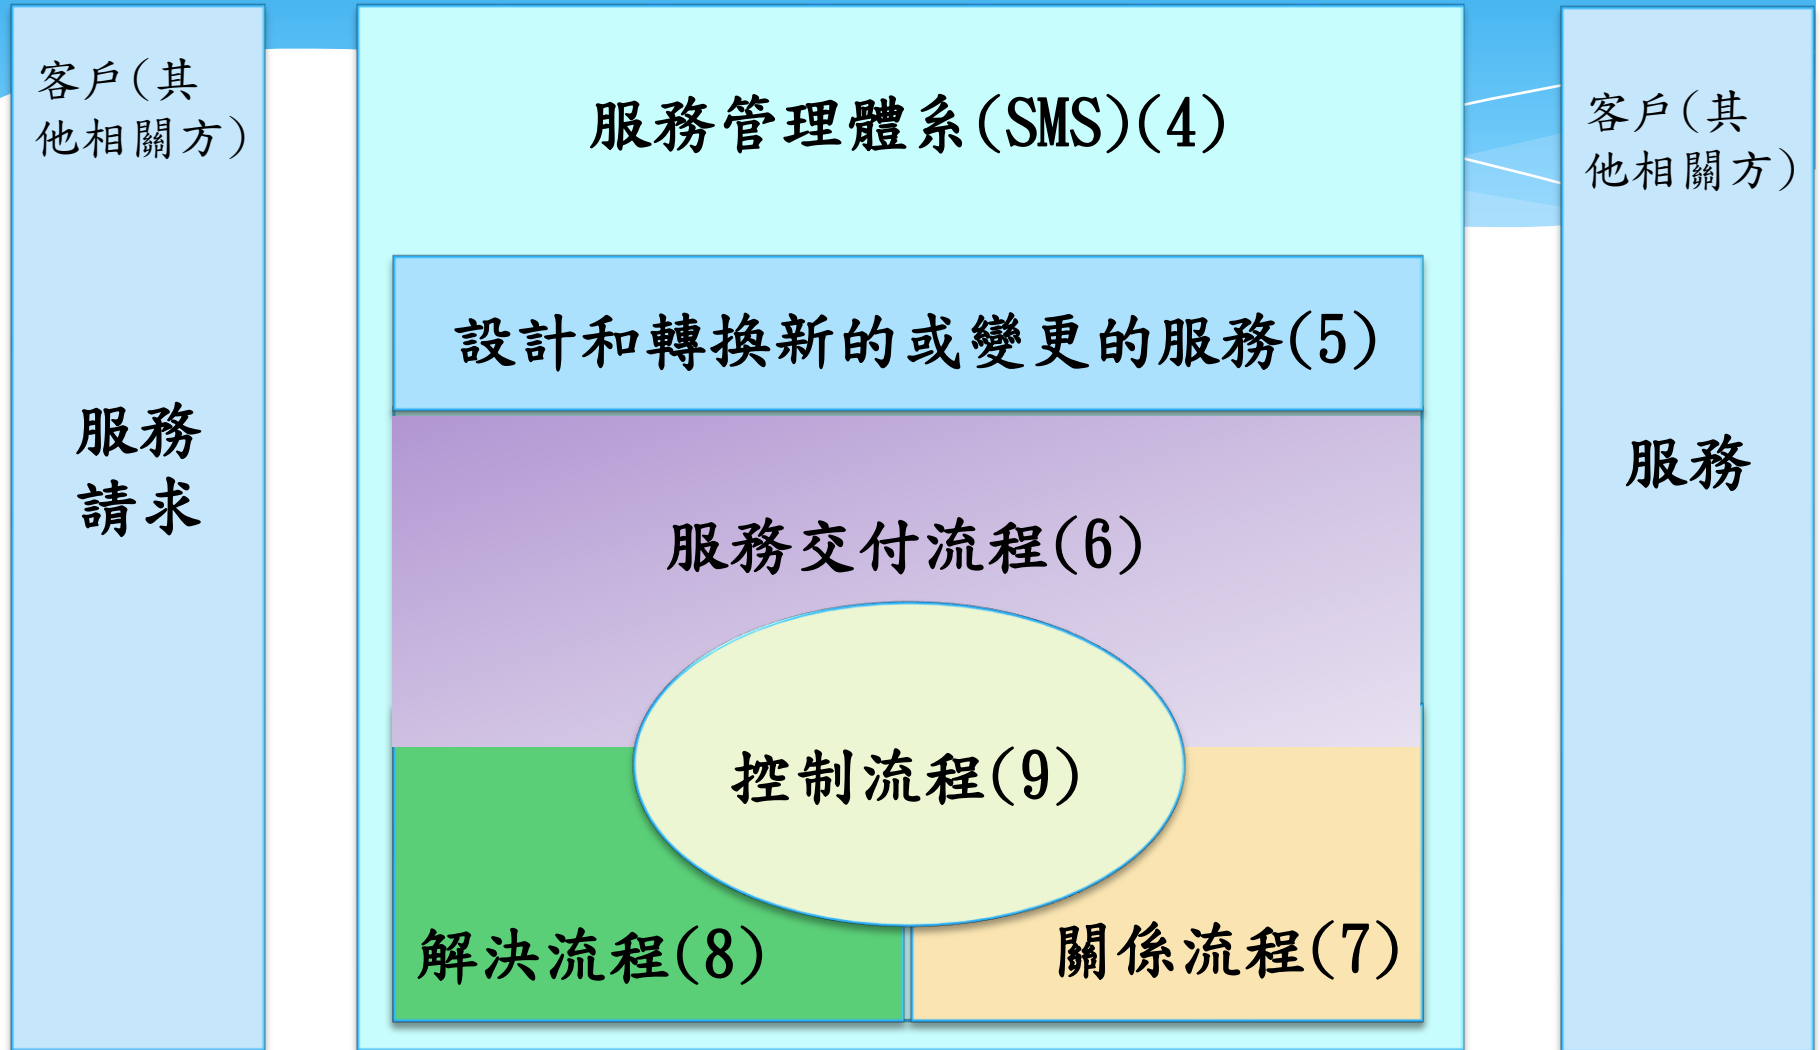 客戶(其
他相關方)
服務
請求
服務管理體系(SMS)(4)
設計和轉換新的或變更的服務(5)
服務交付流程(6)
控制流程(9)
解決流程(8)
關係流程(7)
客戶(其
他相關方)
服務